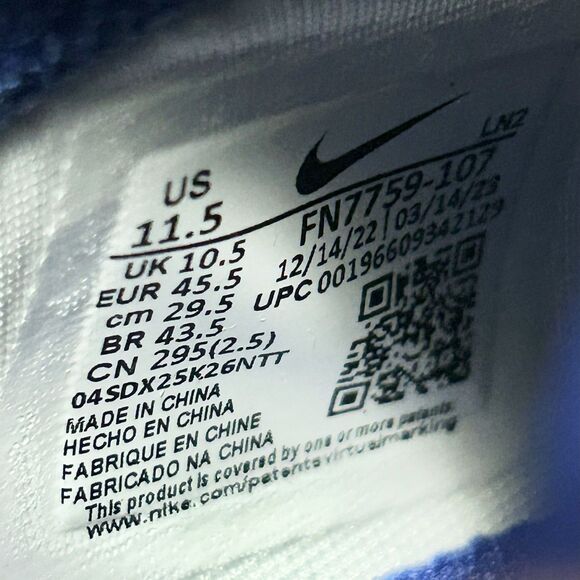 LN2
US
11.5
FN7759-107
UK 10.5
12/14/22 | 03/14/23
EUR 45.5
UPC 00196609342129
cm 29.5
BR 43.5
CN 295(2.5)
04SDX25K26NTT
MADE IN CHINA
HECHO EN CHINA
FABRIQUE EN CHINE
FABRICADO NA CHINA
This product is covered by one or more patents.
www.nike.com/patentsvirtualmarking